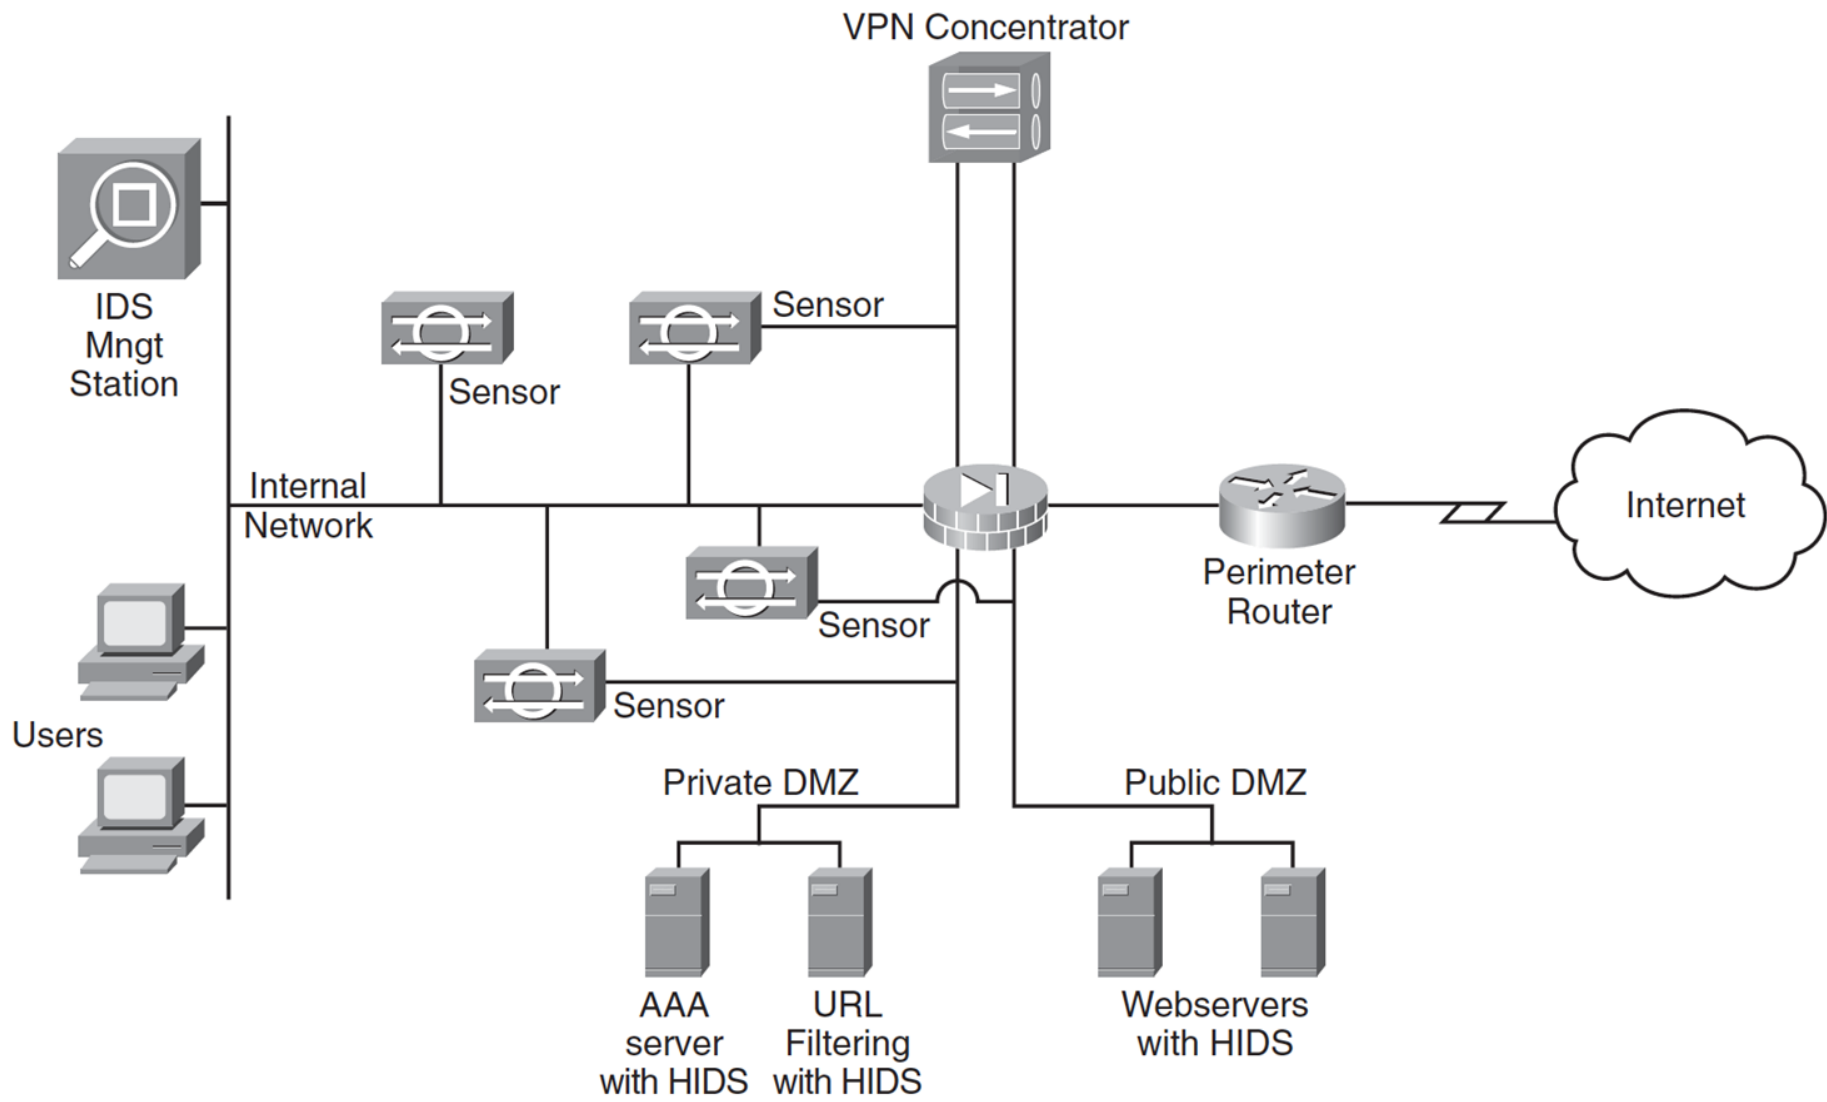 VPN Concentrator
IDS
Mngt
Station
Sensor
Sensor
Internal
Network
Internet
Perimeter
Router
Sensor
Sensor
Users
Private DMZ
Public DMZ
AAA
server
with HIDS
URL
Filtering
with HIDS
Webservers
with HIDS